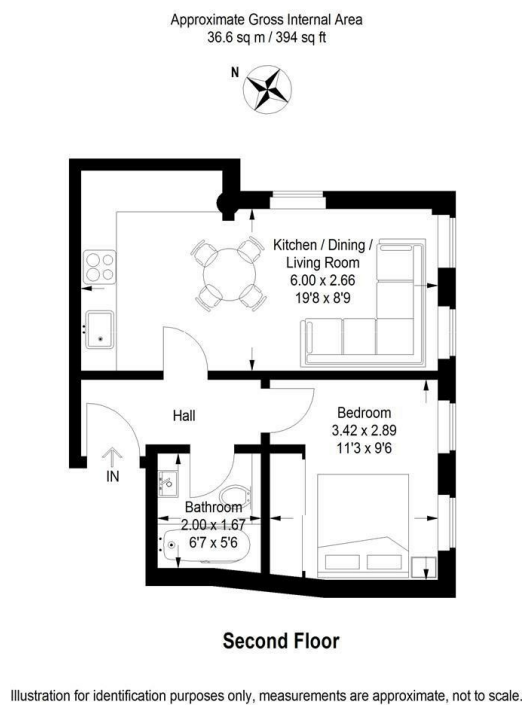 Approximate Gross Internal Area
36.6 sq m / 394 sq ft
N
Kitchen / Dining /
Living Room
6.00 x 2.66
19'8 x 8'9
Hall
Bedroom
3.42 x 2.89
11'3 x 9'6
IN
Bathroom
2.00 x 1.67
6'7 x 5'6
Second Floor
Illustration for identification purposes only, measurements are approximate, not to scale.